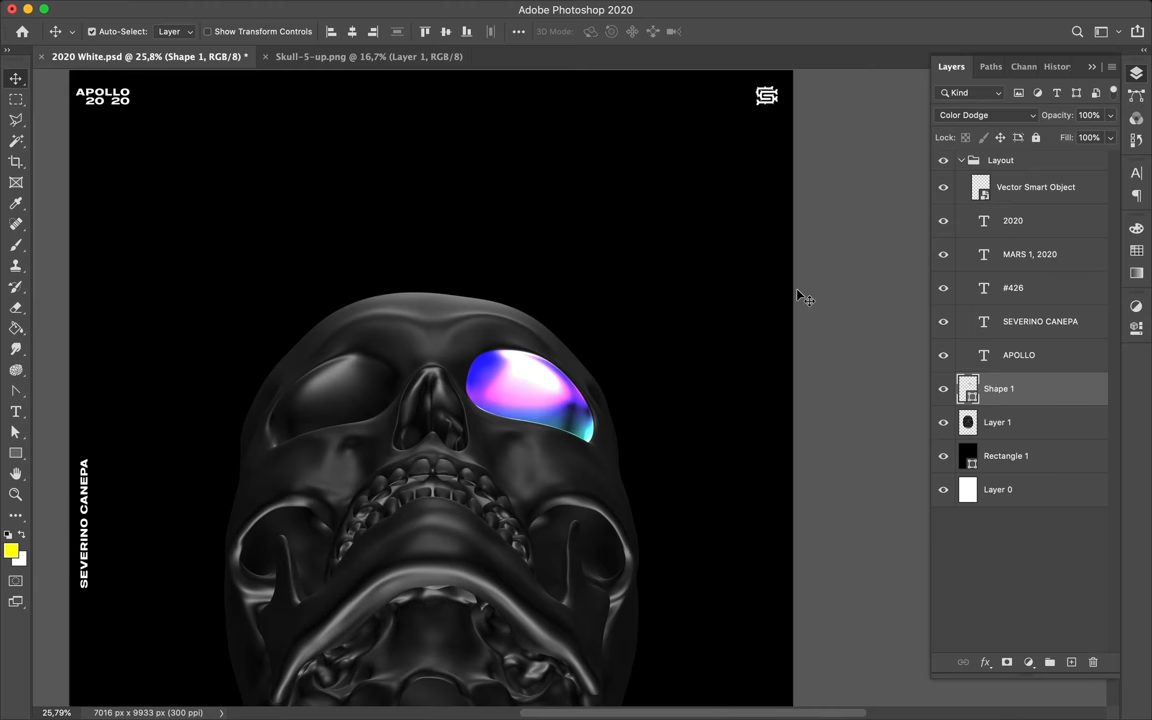 Adobe Photoshop 2020
Auto-Select: Layer Show Transform Controls 3D Mode:
2020 White.psd @ 25,8% (Shape 1, RGB/8) * Skull-5-up.png @ 16,7% (Layer 1, RGB/8)
Layers Paths Chann Histor
Kind
Color Dodge Opacity: 100%
Lock: Fill: 100%
Layout
Vector Smart Object
2020
MARS 1, 2020
#426
SEVERINO CANEPA
APOLLO
Shape 1
Layer 1
Rectangle 1
Layer 0
APOLLO
20 20
SEVERINO CANEPA
25,79% 7016 px x 9933 px (300 ppi)